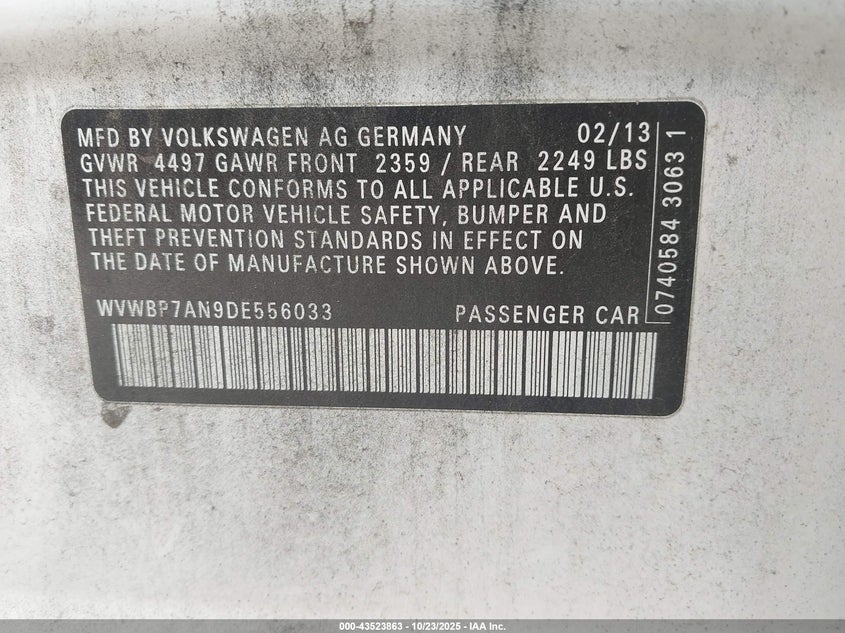 MFD BY VOLKSWAGEN AG GERMANY 02/13
GVWR 4497 GAWR FRONT 2359 / REAR 2249 LBS
THIS VEHICLE CONFORMS TO ALL APPLICABLE U.S.
FEDERAL MOTOR VEHICLE SAFETY, BUMPER AND
THEFT PREVENTION STANDARDS IN EFFECT ON
THE DATE OF MANUFACTURE SHOWN ABOVE.
WVWBP7AN9DE556033 PASSENGER CAR
0740584 3063 1
000-43523863 - 10/23/2025 - IAA Inc.